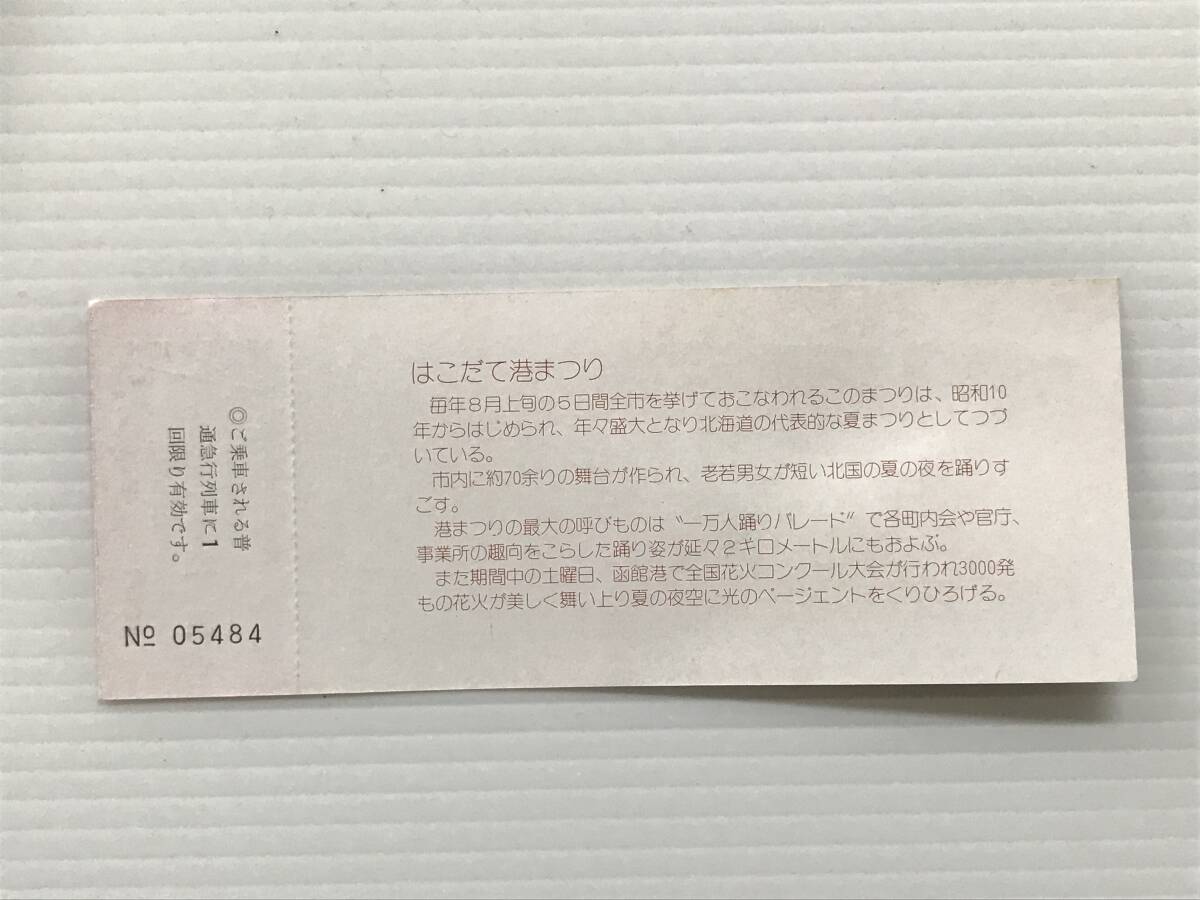 ◎ご乗車される普
通急行列車に1
回限り有効です。
№ 05484
はこだて港まつり
毎年8月上旬の5日間全市を挙げておこなわれるこのまつりは、昭和10
年からはじめられ、年々盛大となり北海道の代表的な夏まつりとしてつづ
いている。
市内に約70余りの舞台が作られ、老若男女が短い北国の夏の夜を踊りす
ごす。
港まつりの最大の呼びものは〝一万人踊りパレード〟で各町内会や官庁、
事業所の趣向をこらした踊り姿が延々2キロメートルにもおよぶ。
また期間中の土曜日、函館港で全国花火コンクール大会が行われ3000発
もの花火が美しく舞い上り夏の夜空に光のページェントをくりひろげる。